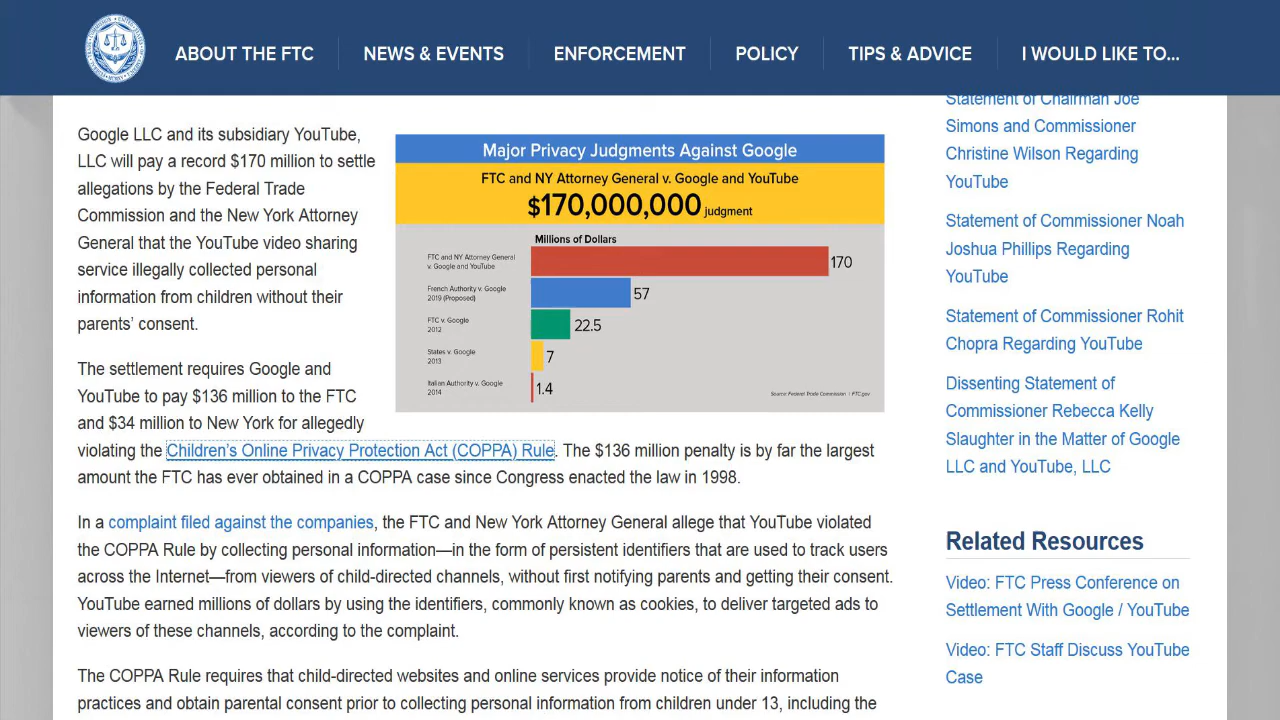 ABOUT THE FTC
NEWS & EVENTS
ENFORCEMENT
POLICY
TIPS & ADVICE
I WOULD LIKE TO...
Google LLC and its subsidiary YouTube,
LLC will pay a record $170 million to settle
allegations by the Federal Trade
Commission and the New York Attorney
General that the YouTube video sharing
service illegally collected personal
information from children without their
parents’ consent.
The settlement requires Google and
YouTube to pay $136 million to the FTC
and $34 million to New York for allegedly
violating the Children’s Online Privacy Protection Act (COPPA) Rule. The $136 million penalty is by far the largest
amount the FTC has ever obtained in a COPPA case since Congress enacted the law in 1998.
In a complaint filed against the companies, the FTC and New York Attorney General allege that YouTube violated
the COPPA Rule by collecting personal information—in the form of persistent identifiers that are used to track users
across the Internet—from viewers of child-directed channels, without first notifying parents and getting their consent.
YouTube earned millions of dollars by using the identifiers, commonly known as cookies, to deliver targeted ads to
viewers of these channels, according to the complaint.
The COPPA Rule requires that child-directed websites and online services provide notice of their information
practices and obtain parental consent prior to collecting personal information from children under 13, including the
Major Privacy Judgments Against Google
FTC and NY Attorney General v. Google and YouTube
$170,000,000 judgment
Millions of Dollars
FTC and NY Attorney General
v. Google and YouTube
170
French Authority v. Google
2019 (Proposed)
57
FTC v. Google
2012
22.5
States v. Google
2013
7
Italian Authority v. Google
2014
1.4
Source: Federal Trade Commission | FTC.gov
Statement of Chairman Joe
Simons and Commissioner
Christine Wilson Regarding
YouTube
Statement of Commissioner Noah
Joshua Phillips Regarding
YouTube
Statement of Commissioner Rohit
Chopra Regarding YouTube
Dissenting Statement of
Commissioner Rebecca Kelly
Slaughter in the Matter of Google
LLC and YouTube, LLC
Related Resources
Video: FTC Press Conference on
Settlement With Google / YouTube
Video: FTC Staff Discuss YouTube
Case